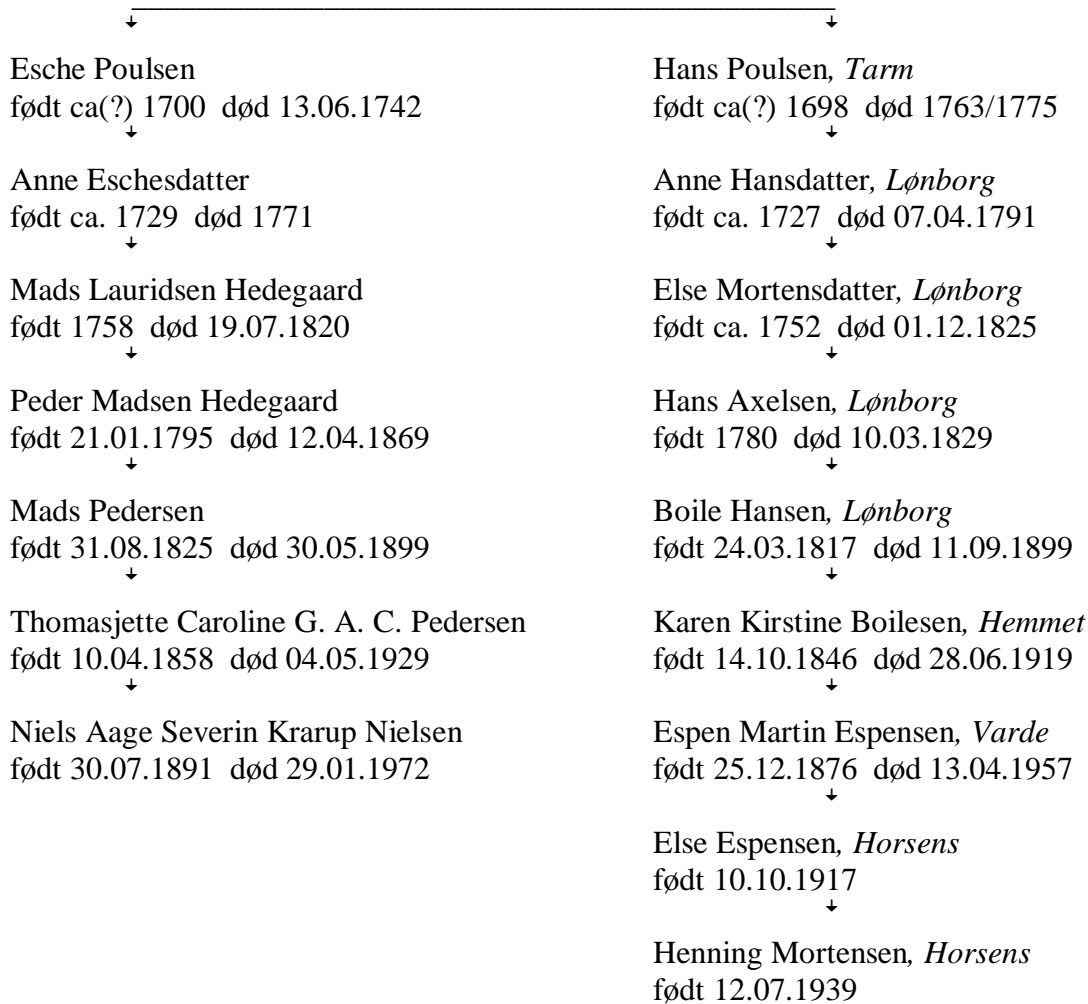 Esche Poulsen
født ca(?) 1700 død 13.06.1742
Anne Eschesdatter
født ca. 1729 død 1771
Mads Lauridsen Hedegaard
født 1758 død 19.07.1820
Peder Madsen Hedegaard
født 21.01.1795 død 12.04.1869
Mads Pedersen
født 31.08.1825 død 30.05.1899
Thomasjette Caroline G. A. C. Pedersen
født 10.04.1858 død 04.05.1929
Niels Aage Severin Krarup Nielsen
født 30.07.1891 død 29.01.1972
Hans Poulsen, Tarm
født ca(?) 1698 død 1763/1775
Anne Hansdatter, Lønborg
født ca. 1727 død 07.04.1791
Else Mortensdatter, Lønborg
født ca. 1752 død 01.12.1825
Hans Axelsen, Lønborg
født 1780 død 10.03.1829
Boile Hansen, Lønborg
født 24.03.1817 død 11.09.1899
Karen Kirstine Boilesen, Hemmet
født 14.10.1846 død 28.06.1919
Espen Martin Espensen, Varde
født 25.12.1876 død 13.04.1957
Else Espensen, Horsens
født 10.10.1917
Henning Mortensen, Horsens
født 12.07.1939